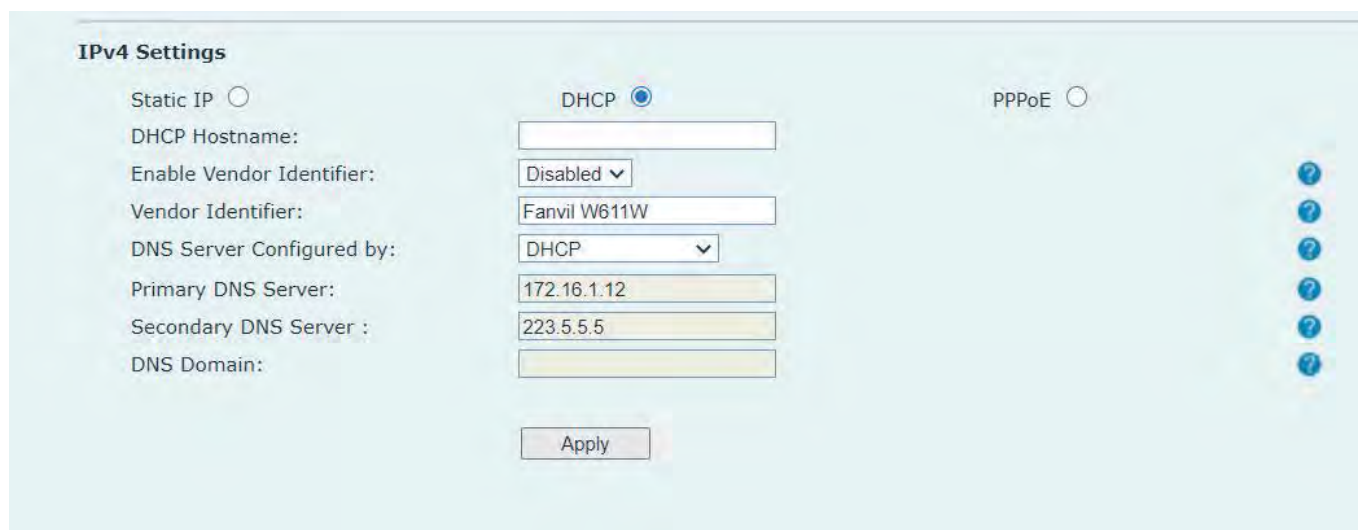 IPv4 Settings
Static IP DHCP PPPoE
DHCP Hostname:
Enable Vendor Identifier: Disabled
Vendor Identifier: Fanvil W611W
DNS Server Configured by: DHCP
Primary DNS Server: 172.16.1.12
Secondary DNS Server : 223.5.5.5
DNS Domain:
Apply